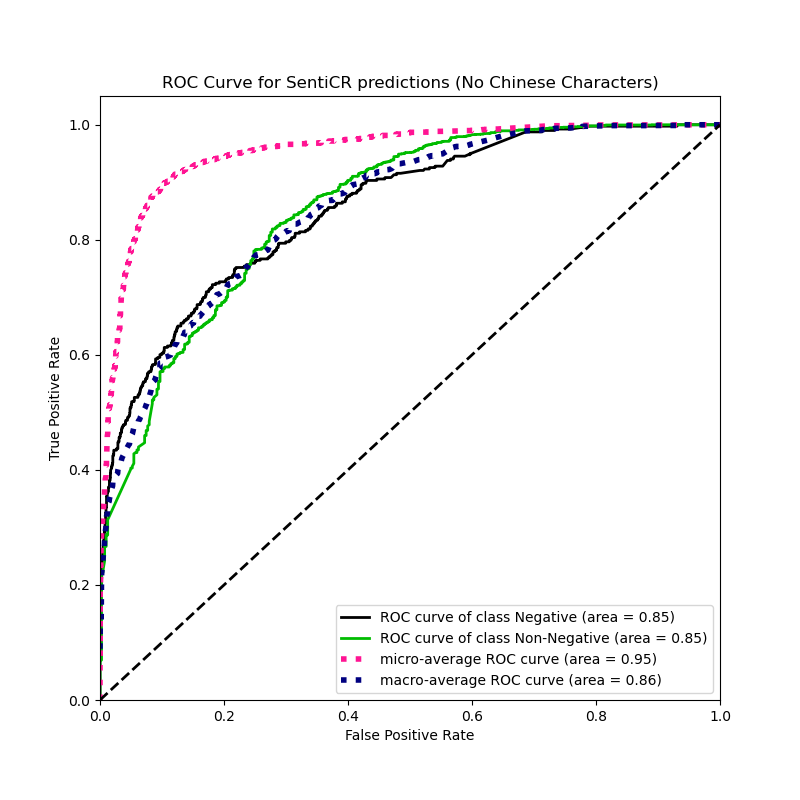 ROC Curve for SentiCR predictions (No Chinese Characters)
1.0
0.8
0.6
0.4
0.2
0.0
True Positive Rate
ROC curve of class Negative (area = 0.85)
ROC curve of class Non-Negative (area = 0.85)
micro-average ROC curve (area = 0.95)
macro-average ROC curve (area = 0.86)
0.0 0.2 0.4 0.6 0.8 1.0
False Positive Rate